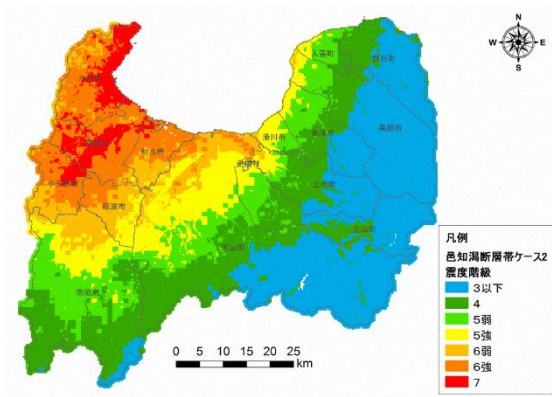 N
W E
S
入善町
朝日町
黒部市
魚津市
滑川市
舟橋村
上市町
立山町
富山市
射水市
氷見市
高岡市
小矢部市
砺波市
南砺市
0 5 10 15 20 25
km
凡例
邑知潟断層帯ケース2
震度階級
3以下
4
5弱
5強
6弱
6強
7